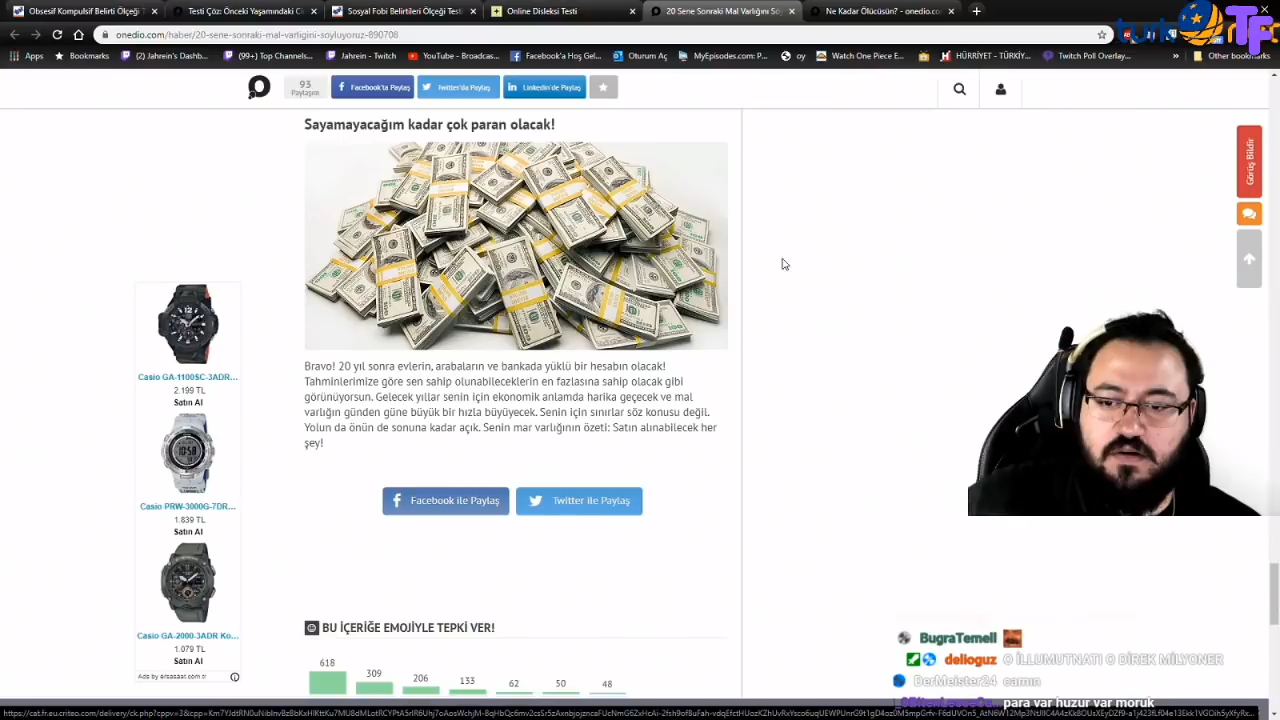 Obsesif Kompulsif Belirti Ölçeği T
Testi Çöz: Önceki Yaşamındaki Ci
Sosyal Fobi Belirtileri Ölçeği Testi
Online Disleksi Testi
20 Sene Sonraki Mal Varlığını Söy
Ne Kadar Ölücüsün? - onedio.co
onedio.com/haber/20-sene-sonraki-mal-varligini-soyluyoruz-890708
Apps
Bookmarks
Jahrein's Dashb...
(99+) Top Channels...
Jahrein - Twitch
YouTube - Broadcas...
Facebook'a Hoş Gel...
Oturum Aç
MyEpisodes.com: P...
oy
Watch One Piece E...
HÜRRİYET - TÜRKİY...
Twitch Poll Overlay...
Other bookmarks
93
Paylaşım
Facebook'ta Paylaş
Twitter'da Paylaş
Linkedin'de Paylaş
Görüş Bildir
Sayamayacağım kadar çok paran olacak!
Bravo! 20 yıl sonra evlerin, arabaların ve bankada yüklü bir hesabın olacak!
Tahminlerimize göre sen sahip olunabileceklerin en fazlasına sahip olacak gibi
görünüyorsun. Gelecek yıllar senin için ekonomik anlamda harika geçecek ve mal
varlığın günden güne büyük bir hızla büyüyecek. Senin için sınırlar söz konusu değil.
Yolun da önün de sonuna kadar açık. Senin mar varlığının özeti: Satın alınabilecek her
şey!
Casio GA-1100SC-3ADR...
2.199 TL
Satın Al
Casio PRW-3000G-7DR...
1.839 TL
Satın Al
Casio GA-2000-3ADR Ko...
1.079 TL
Satın Al
Ads by ersasaat.com.tr
Facebook ile Paylaş
Twitter ile Paylaş
BU İÇERİĞE EMOJİYLE TEPKİ VER!
618
309
206
133
62
50
48
BugraTemell
delioguz O İLLUMUTNATI O DİREK MİLYONER
DerMeister24 camın
para var huzur var moruk